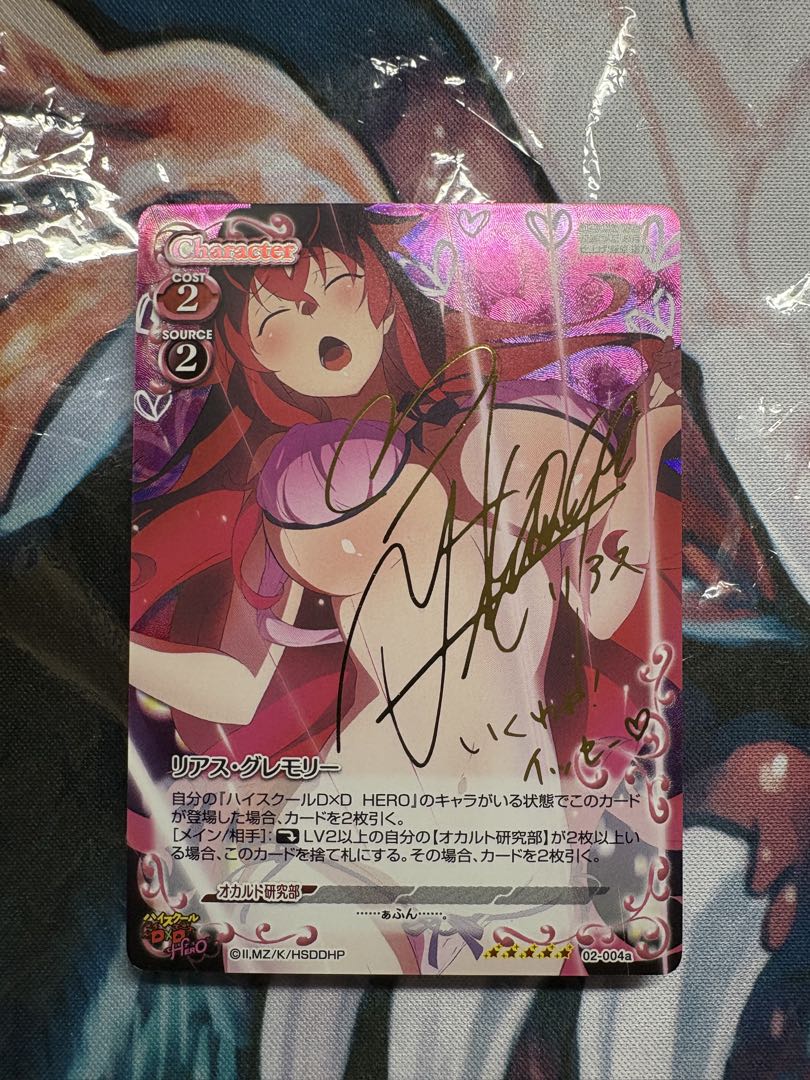 Character
COST
2
SOURCE
2
リアス
いくわよ!
イッセー♡
リアス・グレモリー
自分の『ハイスクールD×D HERO』のキャラがいる状態でこのカード
が登場した場合、カードを2枚引く。
[メイン/相手]: LV2以上の自分の【オカルト研究部】が2枚以上い
る場合、このカードを捨て札にする。その場合、カードを2枚引く。
オカルト研究部
……ぁふん……。
ハイスクール
D×D
HERO
©II,MZ/K/HSDDHP
02-004a